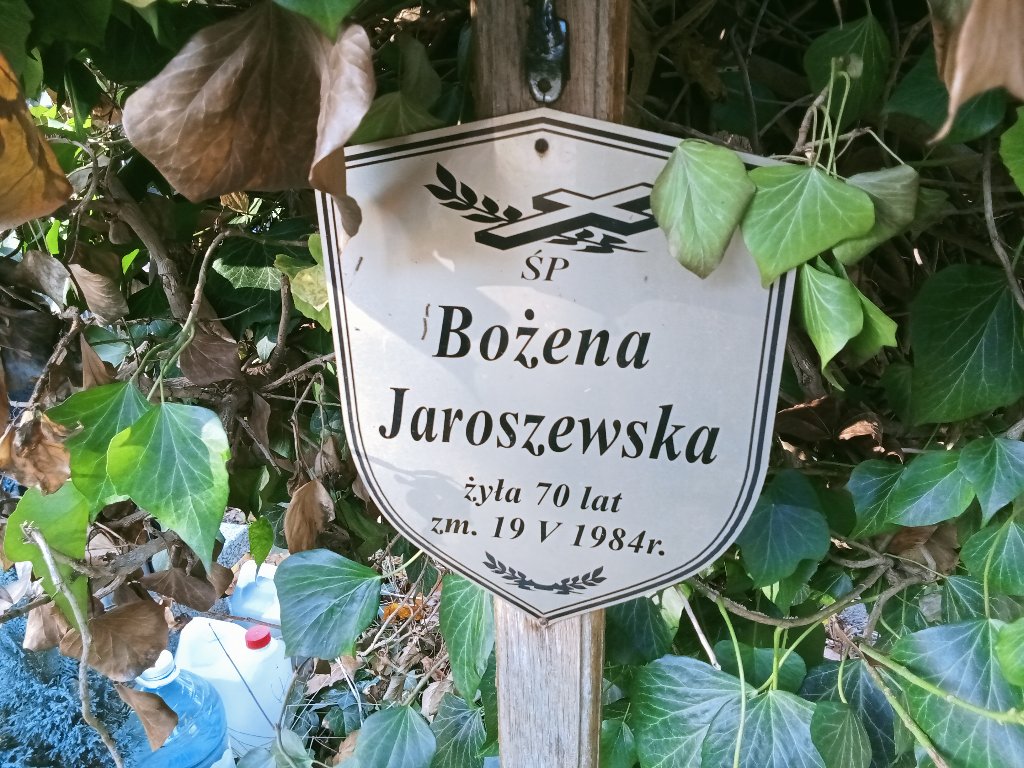 ŚP
Bożena
Jaroszewska
żyła 70 lat
zm. 19 V 1984r.